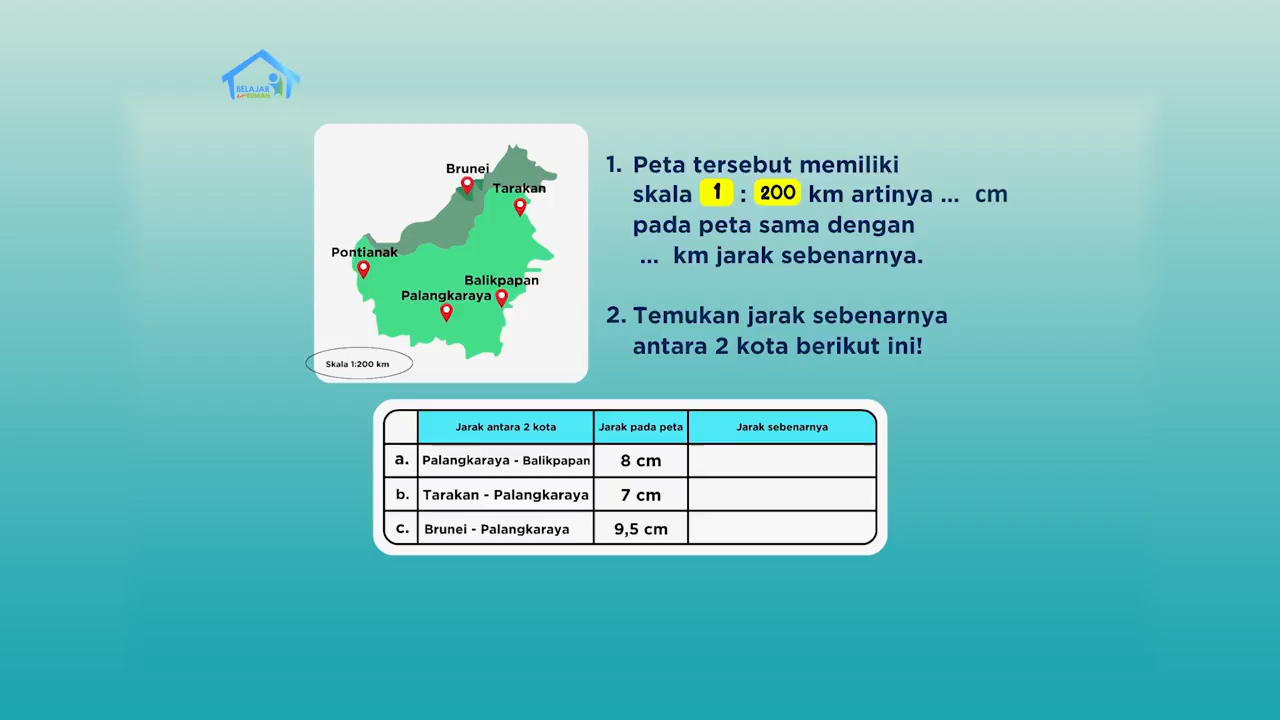 BELAJAR
dari RUMAH
Brunei
Tarakan
Pontianak
Balikpapan
Palangkaraya
Skala 1:200 km
1. Peta tersebut memiliki
skala 1 : 200 km artinya ... cm
pada peta sama dengan
... km jarak sebenarnya.
2. Temukan jarak sebenarnya
antara 2 kota berikut ini!
Jarak antara 2 kota Jarak pada peta Jarak sebenarnya
a. Palangkaraya - Balikpapan 8 cm
b. Tarakan - Palangkaraya 7 cm
c. Brunei - Palangkaraya 9,5 cm